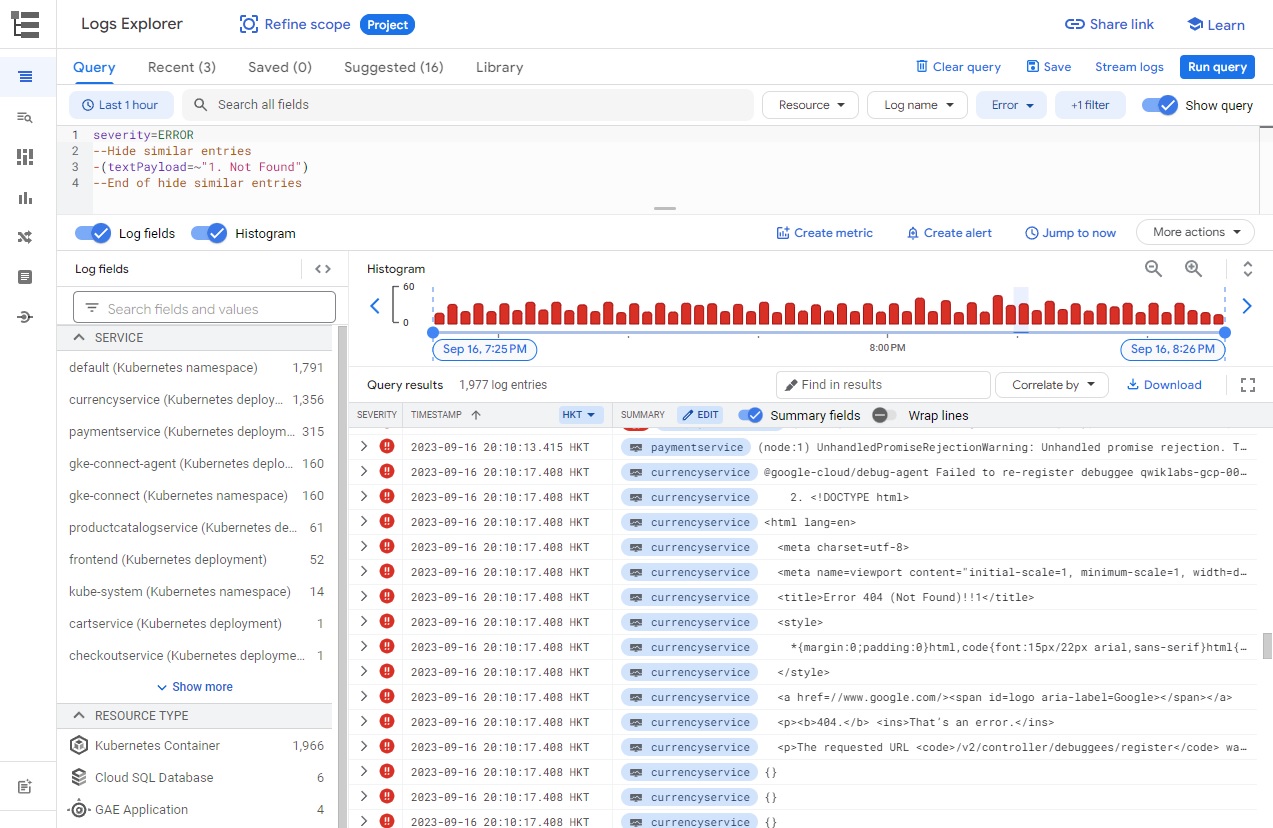 Logs Explorer
Refine scope
Project
Share link
Learn
Query
Recent (3)
Saved (0)
Suggested (16)
Library
Clear query
Save
Stream logs
Run query
Last 1 hour
Search all fields
Resource
Log name
Error
+1 filter
Show query
1 severity=ERROR
2 --Hide similar entries
3 -(textPayload=~"1. Not Found")
4 --End of hide similar entries
Log fields
Histogram
Create metric
Create alert
Jump to now
More actions
Log fields
Search fields and values
SERVICE
default (Kubernetes namespace) 1,791
currencyservice (Kubernetes deploy... 1,356
paymentservice (Kubernetes deploym... 315
gke-connect-agent (Kubernetes deplo... 160
gke-connect (Kubernetes namespace) 160
productcatalogservice (Kubernetes de... 61
frontend (Kubernetes deployment) 52
kube-system (Kubernetes namespace) 14
cartservice (Kubernetes deployment) 1
checkoutservice (Kubernetes deployme... 1
Show more
RESOURCE TYPE
Kubernetes Container 1,966
Cloud SQL Database 6
GAE Application 4
Histogram
60
0
Sep 16, 7:25 PM
8:00 PM
Sep 16, 8:26 PM
Query results 1,977 log entries
Find in results
Correlate by
Download
SEVERITY TIMESTAMP HKT SUMMARY EDIT Summary fields Wrap lines
2023-09-16 20:10:13.415 HKT paymentservice (node:1) UnhandledPromiseRejectionWarning: Unhandled promise rejection. T…
2023-09-16 20:10:17.408 HKT currencyservice @google-cloud/debug-agent Failed to re-register debuggee qwiklabs-gcp-00…
2023-09-16 20:10:17.408 HKT currencyservice 2. <!DOCTYPE html>
2023-09-16 20:10:17.408 HKT currencyservice <html lang=en>
2023-09-16 20:10:17.408 HKT currencyservice <meta charset=utf-8>
2023-09-16 20:10:17.408 HKT currencyservice <meta name=viewport content="initial-scale=1, minimum-scale=1, width=d…
2023-09-16 20:10:17.408 HKT currencyservice <title>Error 404 (Not Found)!!1</title>
2023-09-16 20:10:17.408 HKT currencyservice <style>
2023-09-16 20:10:17.408 HKT currencyservice *{margin:0;padding:0}html,code{font:15px/22px arial,sans-serif}html{…
2023-09-16 20:10:17.408 HKT currencyservice </style>
2023-09-16 20:10:17.408 HKT currencyservice <a href=//www.google.com/><span id=logo aria-label=Google></span></a>
2023-09-16 20:10:17.408 HKT currencyservice <p><b>404.</b> <ins>That's an error.</ins>
2023-09-16 20:10:17.408 HKT currencyservice <p>The requested URL <code>/v2/controller/debuggees/register</code> wa…
2023-09-16 20:10:17.408 HKT currencyservice {}
2023-09-16 20:10:17.408 HKT currencyservice {}
2023-09-16 20:10:17.408 HKT currencyservice {}